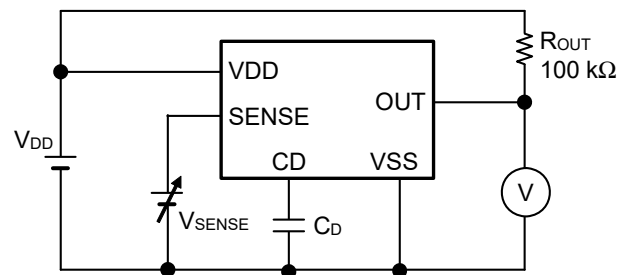 ROUT
100 kΩ
VDD
OUT
SENSE
VDD
CD VSS
V
VSENSE
CD